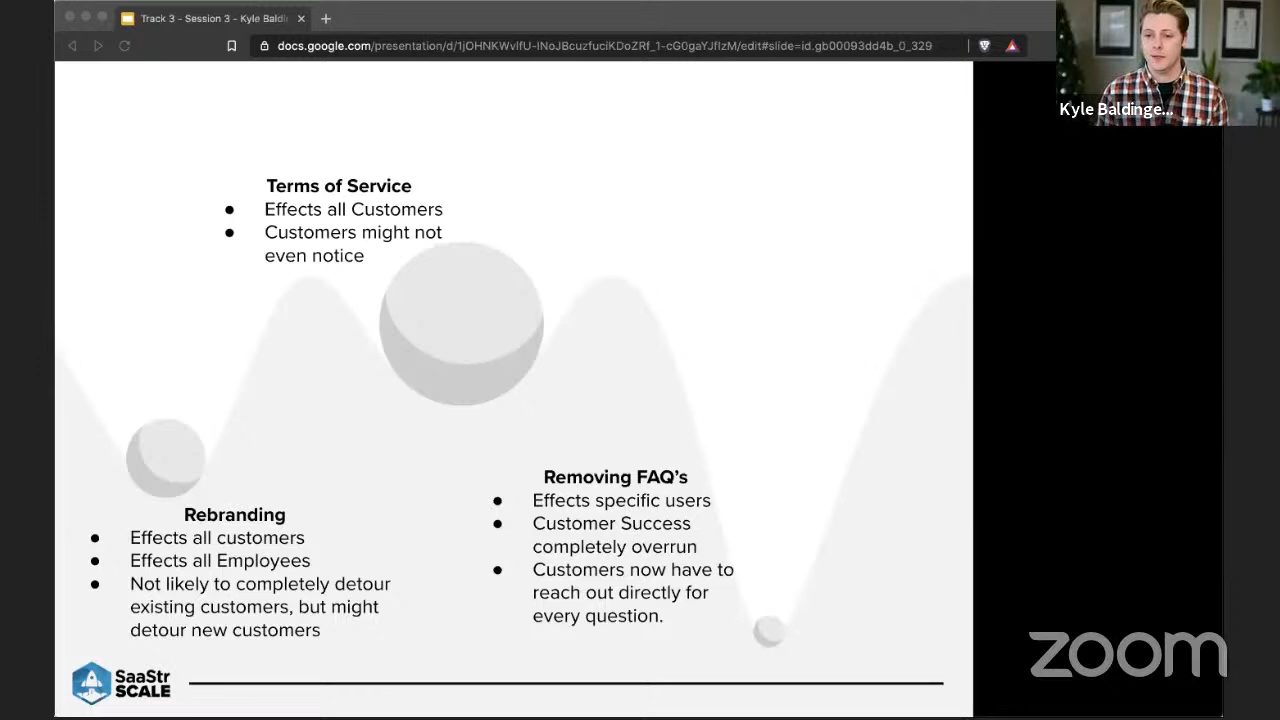 Track 3 - Session 3 - Kyle Baldi
docs.google.com/presentation/d/1jOHNKWvlfU-lNoJBcuzfuciKDoZRf_1-cG0gaYJflzM/edit#slide=id.gb00093dd4b_0_329
Kyle Baldinge...
Terms of Service
● Effects all Customers
● Customers might not
even notice
Rebranding
● Effects all customers
● Effects all Employees
● Not likely to completely detour
existing customers, but might
detour new customers
Removing FAQ's
● Effects specific users
● Customer Success
completely overrun
● Customers now have to
reach out directly for
every question.
SaaStr
SCALE
zoom